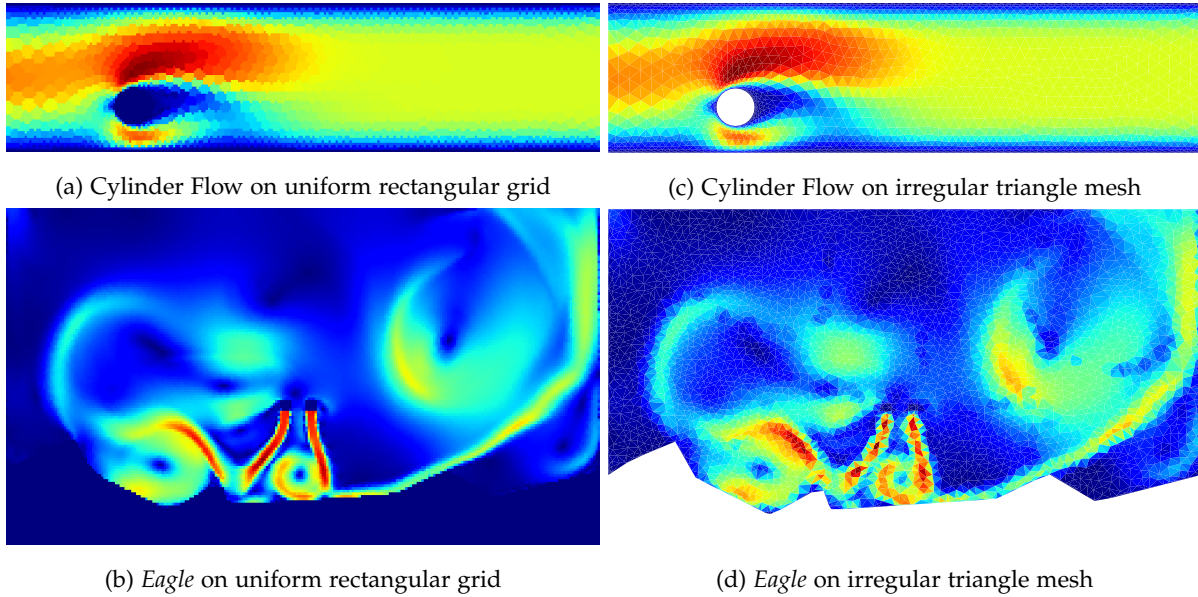 (a) Cylinder Flow on uniform rectangular grid
(c) Cylinder Flow on irregular triangle mesh
(b) Eagle on uniform rectangular grid
(d) Eagle on irregular triangle mesh